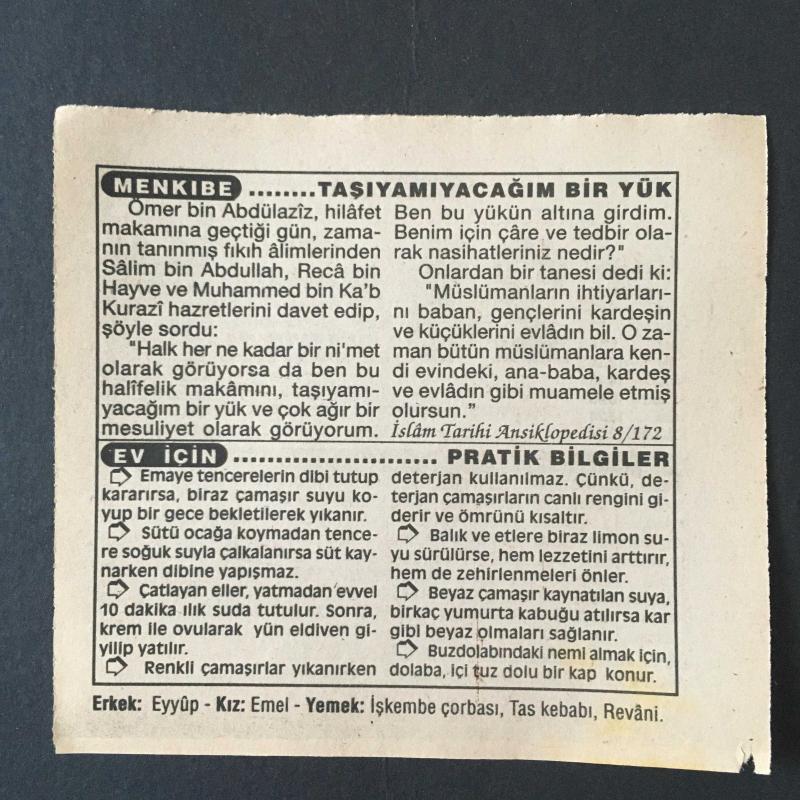 MENKIBE ........TAŞIYAMIYACAĞIM BİR YÜK
Ömer bin Abdülazîz, hilâfet
makamına geçtiği gün, zama-
nın tanınmış fıkıh âlimlerinden
Sâlim bin Abdullah, Recâ bin
Hayve ve Muhammed bin Ka'b
Kurazî hazretlerini davet edip,
şöyle sordu:
"Halk her ne kadar bir ni'met
olarak görüyorsa da ben bu
halîfelik makâmını, taşıyamı-
yacağım bir yük ve çok ağır bir
mesuliyet olarak görüyorum.
Ben bu yükün altına girdim.
Benim için çâre ve tedbir ola-
rak nasihatleriniz nedir?"
Onlardan bir tanesi dedi ki:
"Müslümanların ihtiyarları-
nı baban, gençlerini kardeşin
ve küçüklerini evlâdın bil. O za-
man bütün müslümanlara ken-
di evindeki, ana-baba, kardeş
ve evlâdın gibi muamele etmiş
olursun.”
İslâm Tarihi Ansiklopedisi 8/172
EV İÇİN ........................ PRATİK BİLGİLER
Emaye tencerelerin dibi tutup
kararırsa, biraz çamaşır suyu ko-
yup bir gece bekletilerek yıkanır.
Sütü ocağa koymadan tence-
re soğuk suyla çalkalanırsa süt kay-
narken dibine yapışmaz.
Çatlayan eller, yatmadan evvel
10 dakika ılık suda tutulur. Sonra,
krem ile ovularak yün eldiven gi-
yilip yatılır.
Renkli çamaşırlar yıkanırken
deterjan kullanılmaz. Çünkü, de-
terjan çamaşırların canlı rengini gi-
derir ve ömrünü kısaltır.
Balık ve etlere biraz limon su-
yu sürülürse, hem lezzetini arttırır,
hem de zehirlenmeleri önler.
Beyaz çamaşır kaynatılan suya,
birkaç yumurta kabuğu atılırsa kar
gibi beyaz olmaları sağlanır.
Buzdolabındaki nemi almak için,
dolaba, içi tuz dolu bir kap konur.
Erkek: Eyyûp - Kız: Emel - Yemek: İşkembe çorbası, Tas kebabı, Revâni.